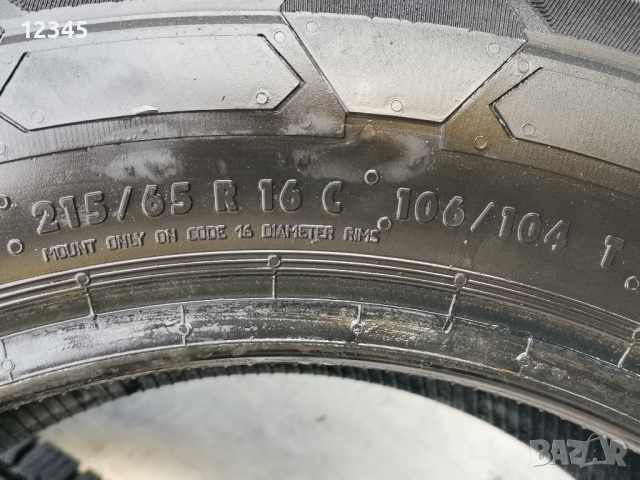 12345
215/65 R 16 C 106/104 T
MOUNT ONLY ON CODE 16 DIAMETER RIMS
BAZAR